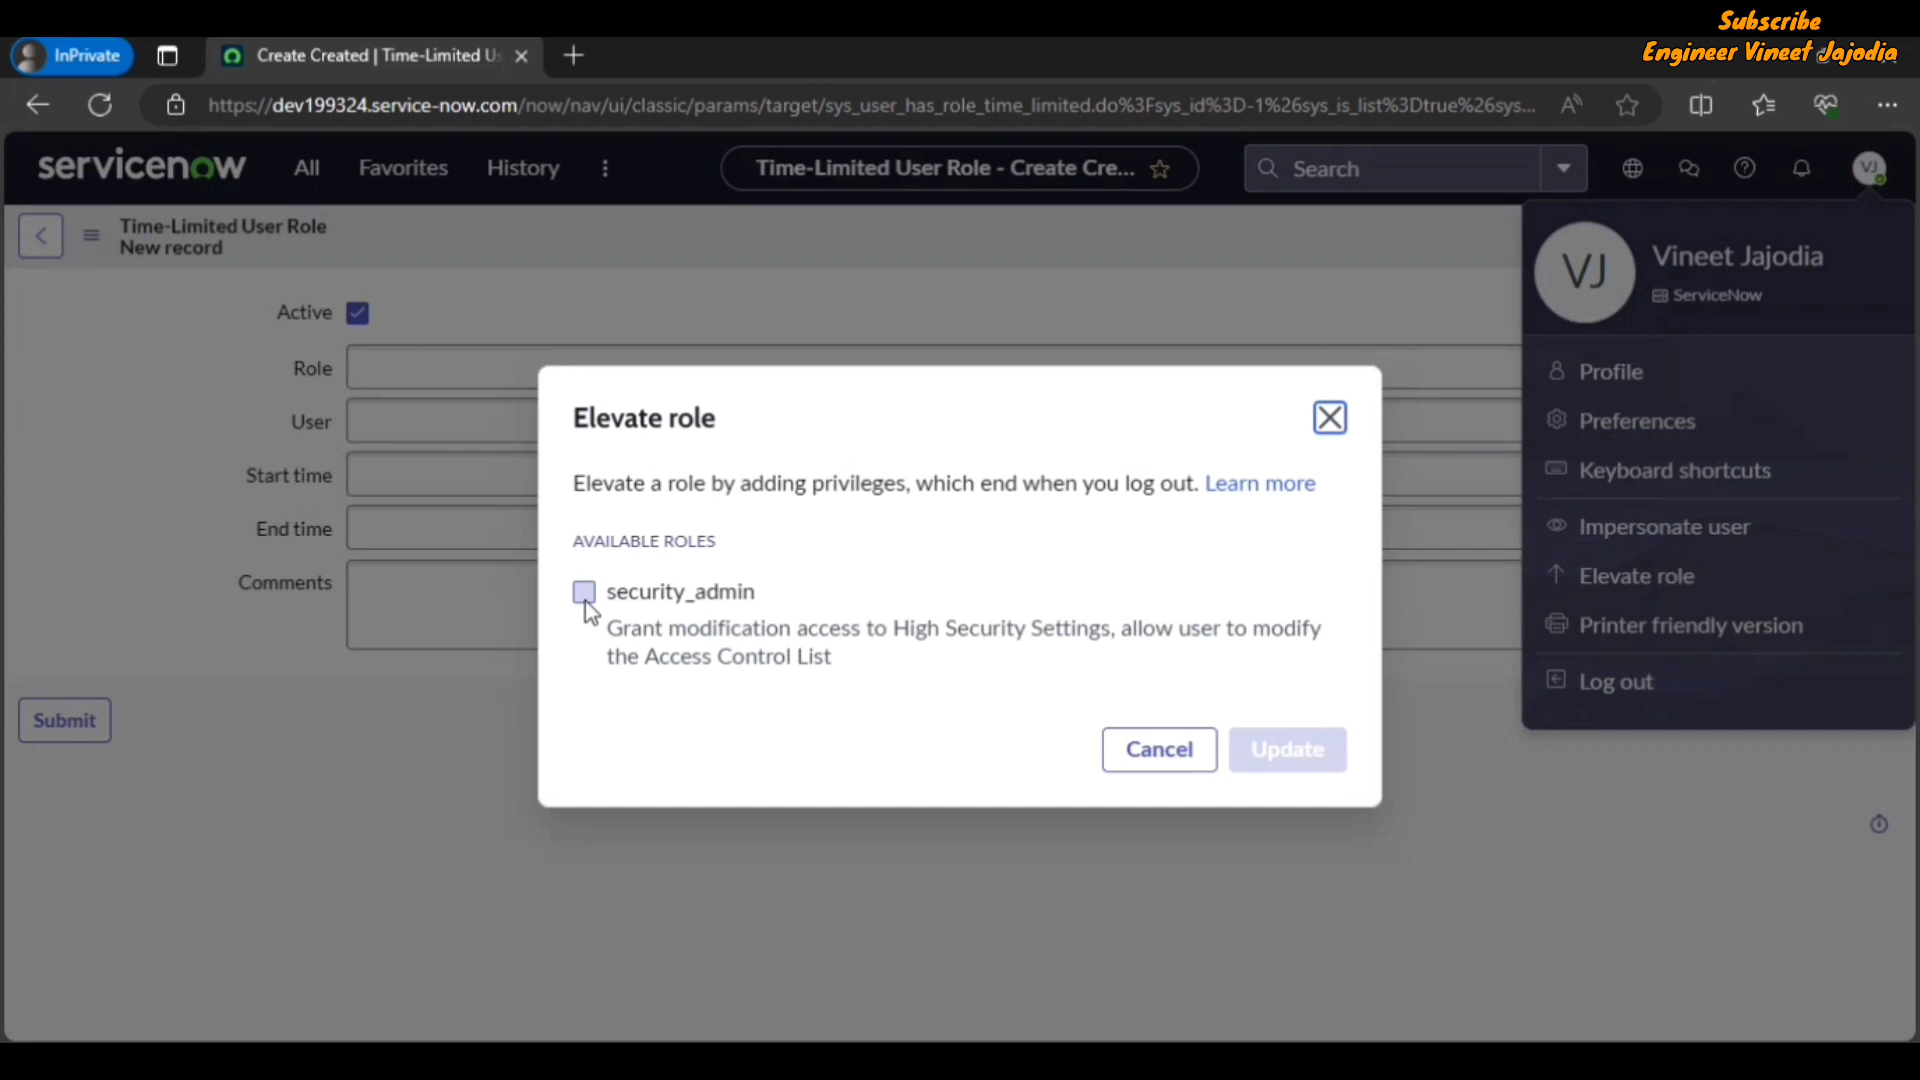 Subscribe
Engineer Vineet Jajodia
InPrivate
Create Created | Time-Limited Us
https://dev199324.service-now.com/now/nav/ui/classic/params/target/sys_user_has_role_time_limited.do%3Fsys_id%3D-1%26sys_is_list%3Dtrue%26sys...
servicenow
All
Favorites
History
Time-Limited User Role - Create Cre...
Search
VJ
Time-Limited User Role
New record
VJ
Vineet Jajodia
ServiceNow
Active
Role
User
Start time
End time
Comments
Submit
Elevate role
Elevate a role by adding privileges, which end when you log out. Learn more
AVAILABLE ROLES
security_admin
Grant modification access to High Security Settings, allow user to modify
the Access Control List
Cancel
Update
Profile
Preferences
Keyboard shortcuts
Impersonate user
Elevate role
Printer friendly version
Log out